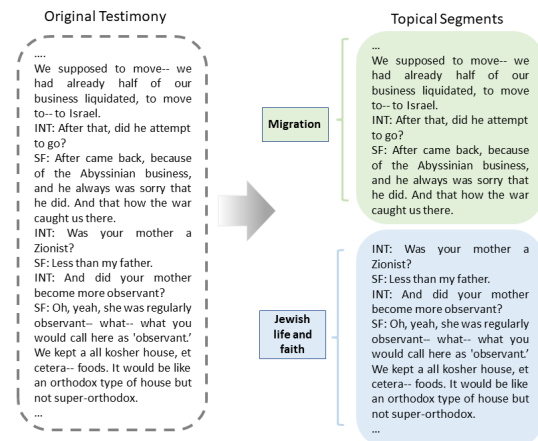 Original Testimony
....
We supposed to move-- we
had already half of our
business liquidated, to move
to-- to Israel.
INT: After that, did he attempt
to go?
SF: After came back, because
of the Abyssinian business,
and he always was sorry that
he did. And that how the war
caught us there.
INT: Was your mother a
Zionist?
SF: Less than my father.
INT: And did your mother
become more observant?
SF: Oh, yeah, she was regularly
observant-- what-- what you
would call here as 'observant.'
We kept a all kosher house, et
cetera-- foods. It would be like
an orthodox type of house but
not super-orthodox.
...
Topical Segments
Migration
...
We supposed to move-- we
had already half of our
business liquidated, to move
to-- to Israel.
INT: After that, did he attempt
to go?
SF: After came back, because
of the Abyssinian business,
and he always was sorry that
he did. And that how the war
caught us there.
Jewish
life and
faith
INT: Was your mother a
Zionist?
SF: Less than my father.
INT: And did your mother
become more observant?
SF: Oh, yeah, she was regularly
observant-- what-- what you
would call here as 'observant.'
We kept a all kosher house, et
cetera-- foods. It would be like
an orthodox type of house but
not super-orthodox.
...